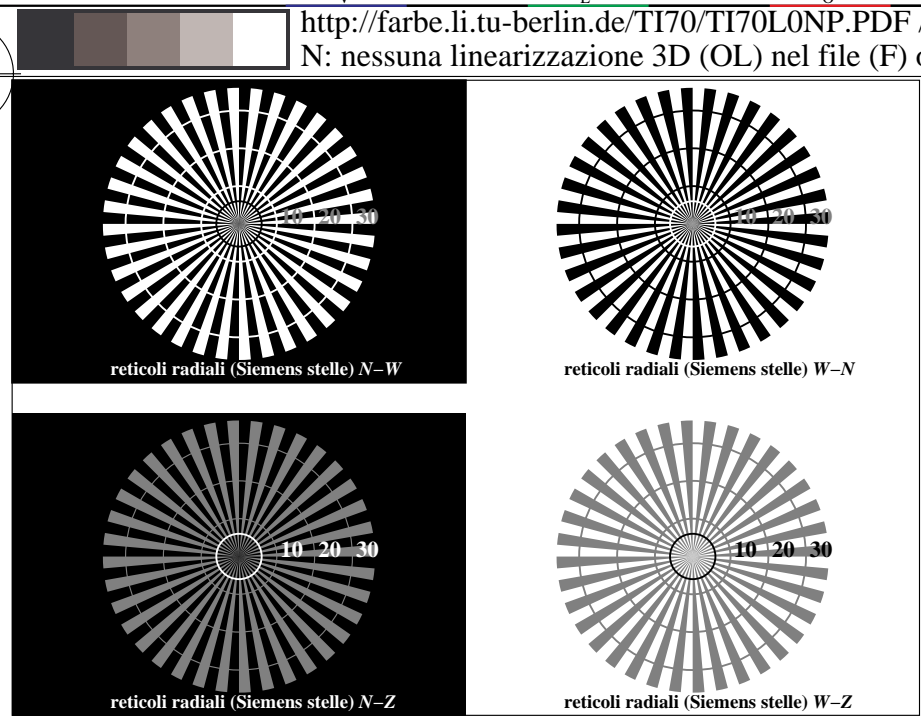 http://farbe.li.tu-berlin.de/TI70/TI70L0NP.PDF /
N: nessuna linearizzazione 3D (OL) nel file (F) o
10 20 30
reticoli radiali (Siemens stelle) N–W
10 20 30
reticoli radiali (Siemens stelle) W–N
10 20 30
reticoli radiali (Siemens stelle) N–Z
10 20 30
reticoli radiali (Siemens stelle) W–Z